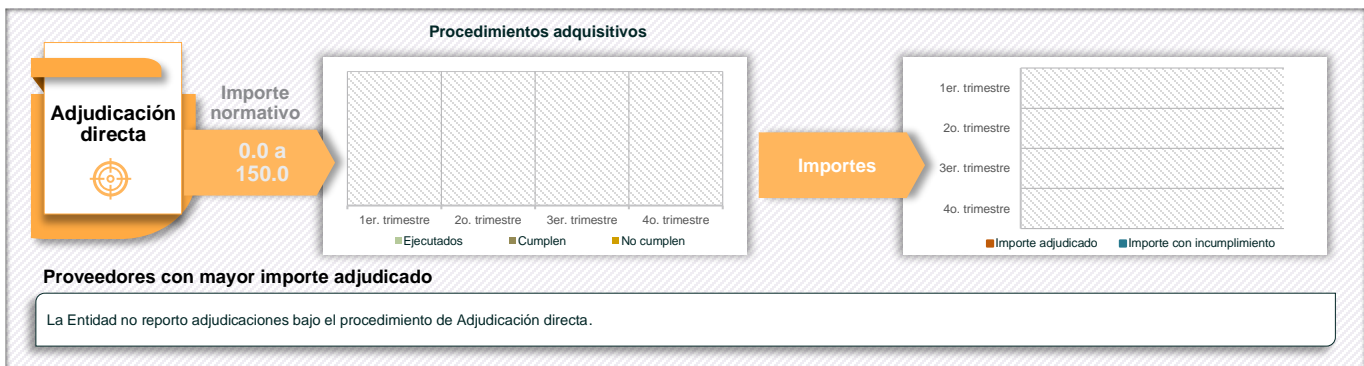 Procedimientos adquisitivos
Adjudicación
directa
Importe
normativo
0.0 a
150.0
1er. trimestre 2o. trimestre 3er. trimestre 4o. trimestre
Ejecutados Cumplen No cumplen
Importes
1er. trimestre
2o. trimestre
3er. trimestre
4o. trimestre
Importe adjudicado Importe con incumplimiento
Proveedores con mayor importe adjudicado
La Entidad no reporto adjudicaciones bajo el procedimiento de Adjudicación directa.